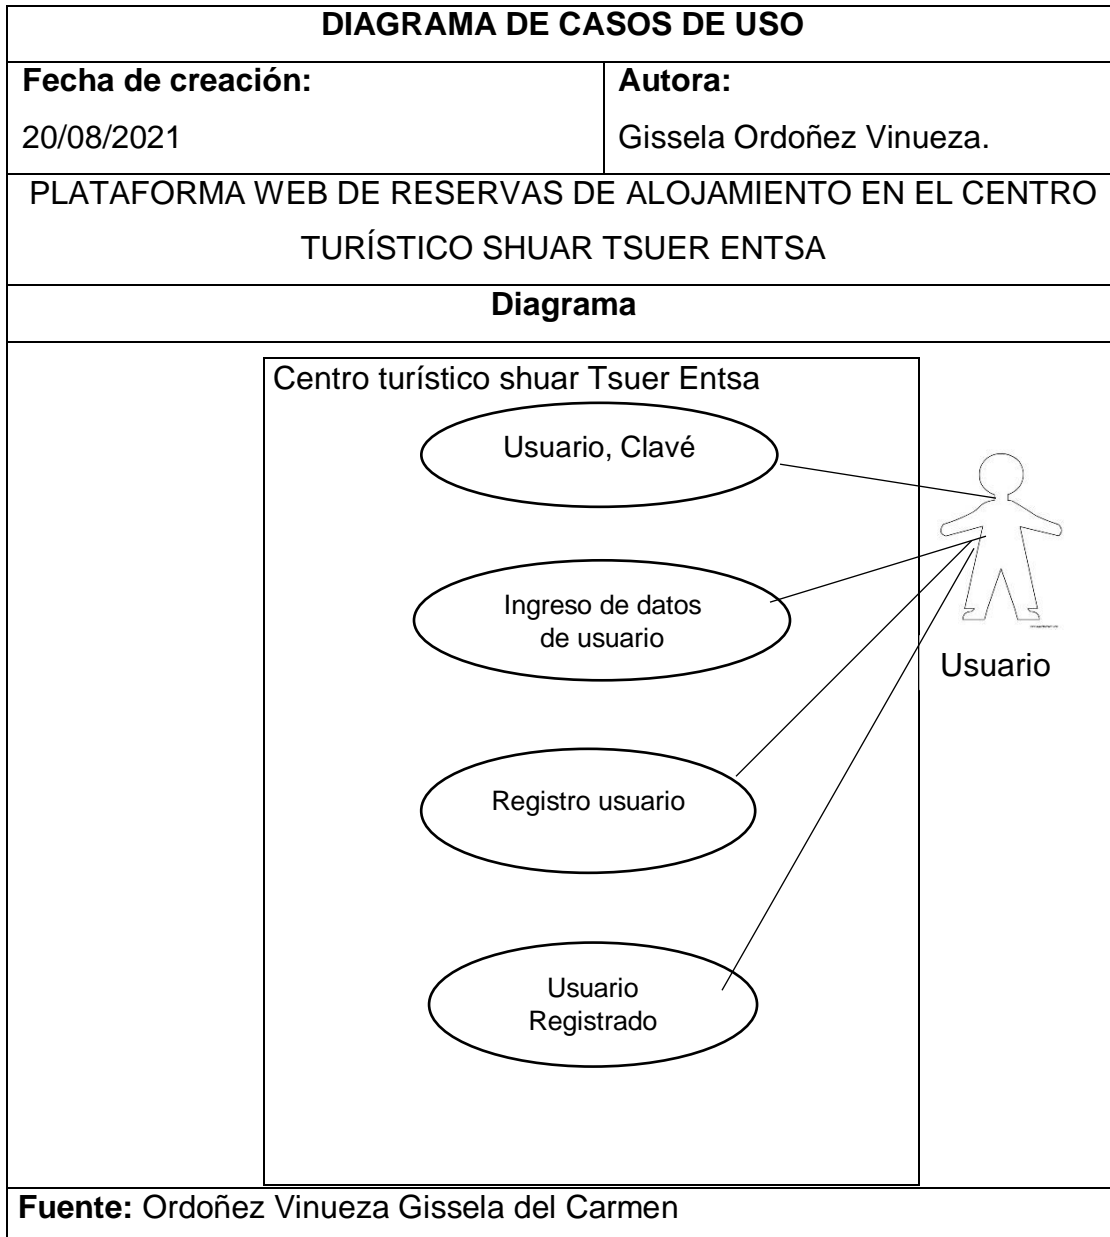 DIAGRAMA DE CASOS DE USO
Fecha de creación:
20/08/2021
Autora:
Gissela Ordoñez Vinueza.
PLATAFORMA WEB DE RESERVAS DE ALOJAMIENTO EN EL CENTRO
TURÍSTICO SHUAR TSUER ENTSA
Diagrama
Centro turístico shuar Tsuer Entsa
Usuario, Clavé
Ingreso de datos
de usuario
Usuario
Registro usuario
Usuario
Registrado
Fuente: Ordoñez Vinueza Gissela del Carmen